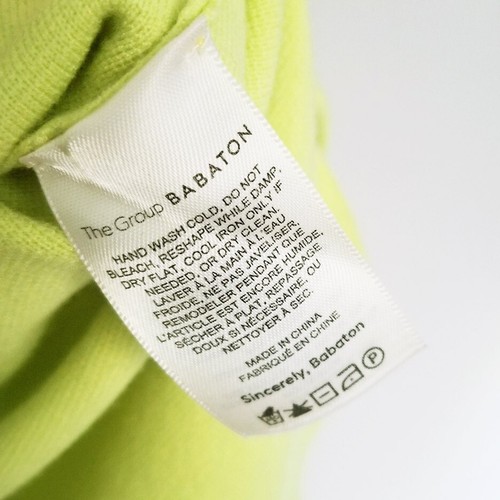 The Group BABATON
HAND WASH COLD, DO NOT
BLEACH, RESHAPE WHILE DAMP,
DRY FLAT, COOL IRON ONLY IF
NEEDED, OR DRY CLEAN.
LAVER À LA MAIN À L'EAU
FROIDE, NE PAS JAVELISER,
REMODELER PENDANT QUE
L'ARTICLE EST ENCORE HUMIDE,
SÉCHER À PLAT, REPASSAGE
DOUX SI NÉCESSAIRE, OU
NETTOYER À SEC.
MADE IN CHINA
FABRIQUÉ EN CHINE
Sincerely, Babaton
P